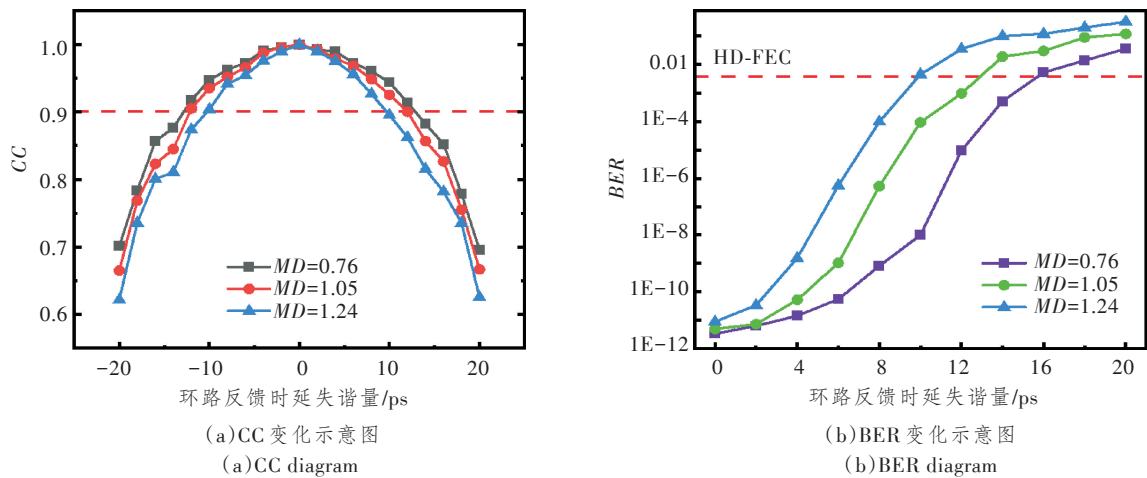 1.0
0.9
0.8
0.7
0.6
CC
MD=0.76
MD=1.05
MD=1.24
-20
-10
0
10
20
环路反馈时延失谐量/ps
(a)CC变化示意图
(a)CC diagram
HD-FEC
0.01
1E-4
1E-6
1E-8
1E-10
1E-12
BER
MD=0.76
MD=1.05
MD=1.24
0
4
8
12
16
20
环路反馈时延失谐量/ps
(b)BER变化示意图
(b)BER diagram